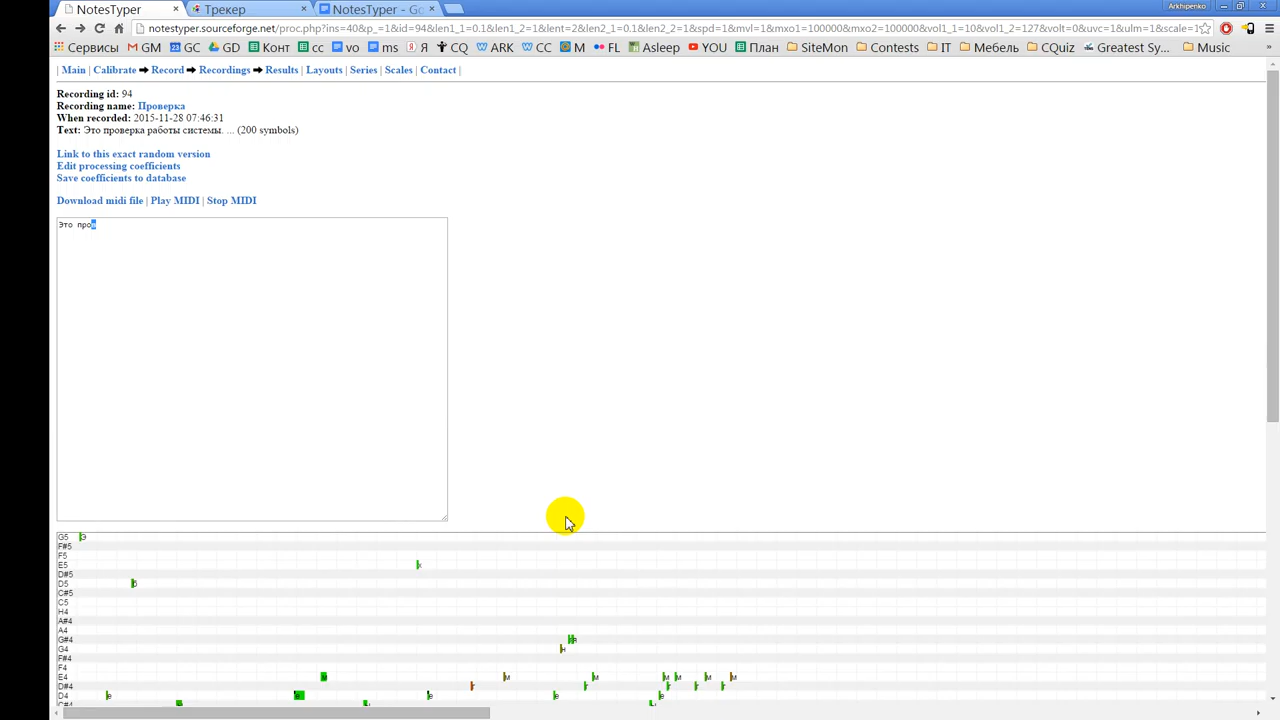 NotesTyper
Трекер
NotesTyper - Go
Arkhipenko
notestyper.sourceforge.net/proc.php?ins=40&p_=1&id=94&len1_1=0.1&len1_2=1&lent=2&len2_1=0.1&len2_2=1&spd=1&mvl=1&mxo1=100000&mxo2=100000&vol1_1=10&vol1_2=127&volt=0&uvc=1&ulm=1&scale=1
Сервисы GM GC GD Конт cc vo ms Я CQ ARK CC M FL Asleep YOU План SiteMon Contests IT Мебель CQuiz Greatest Sy... Music
| Main | Calibrate ➡ Record ➡ Recordings ➡ Results | Layouts | Series | Scales | Contact |
Recording id: 94
Recording name: Проверка
When recorded: 2015-11-28 07:46:31
Text: Это проверка работы системы. ... (200 symbols)
Link to this exact random version
Edit processing coefficients
Save coefficients to database
Download midi file | Play MIDI | Stop MIDI
Это пров
G5 Э
F#5
F5
E5 х
D#5
D5 р
C#5
C5
H4
A#4
A4
G#4
G4 н
F#4
F4
E4 м м м м м м м
D#4 г г г г г
D4 е е е е е е
C#4